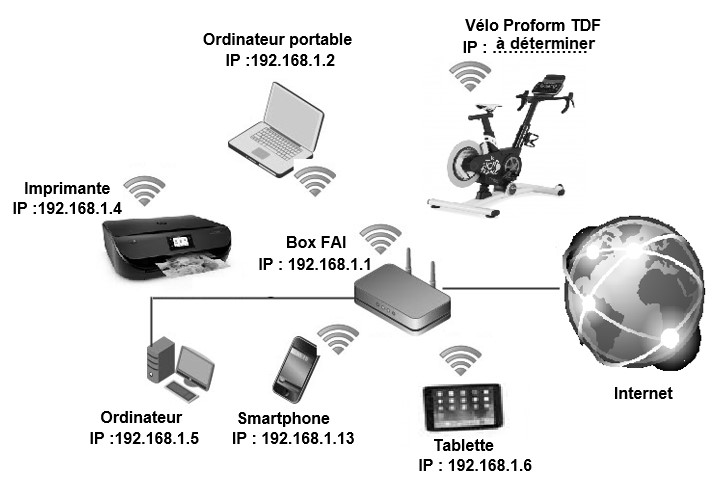 Ordinateur portable
IP :192.168.1.2
Vélo Proform TDF
IP : à déterminer
Imprimante
IP :192.168.1.4
Box FAI
IP : 192.168.1.1
Internet
Ordinateur
IP :192.168.1.5
Smartphone
IP : 192.168.1.13
Tablette
IP : 192.168.1.6